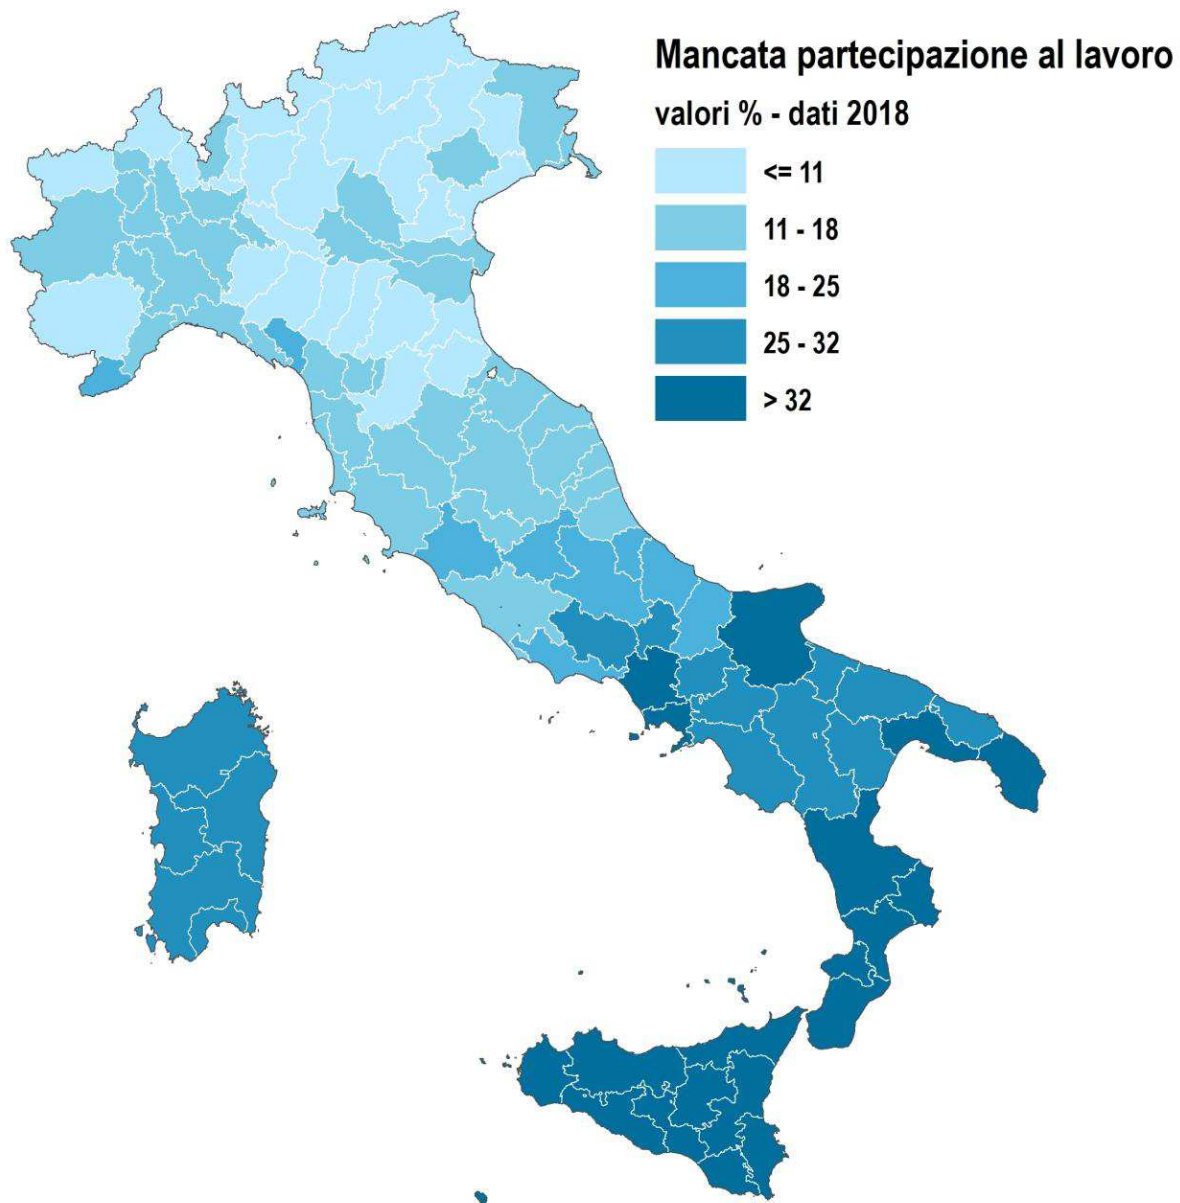 Mancata partecipazione al lavoro
valori % - dati 2018
<= 11
11 - 18
18 - 25
25 - 32
> 32